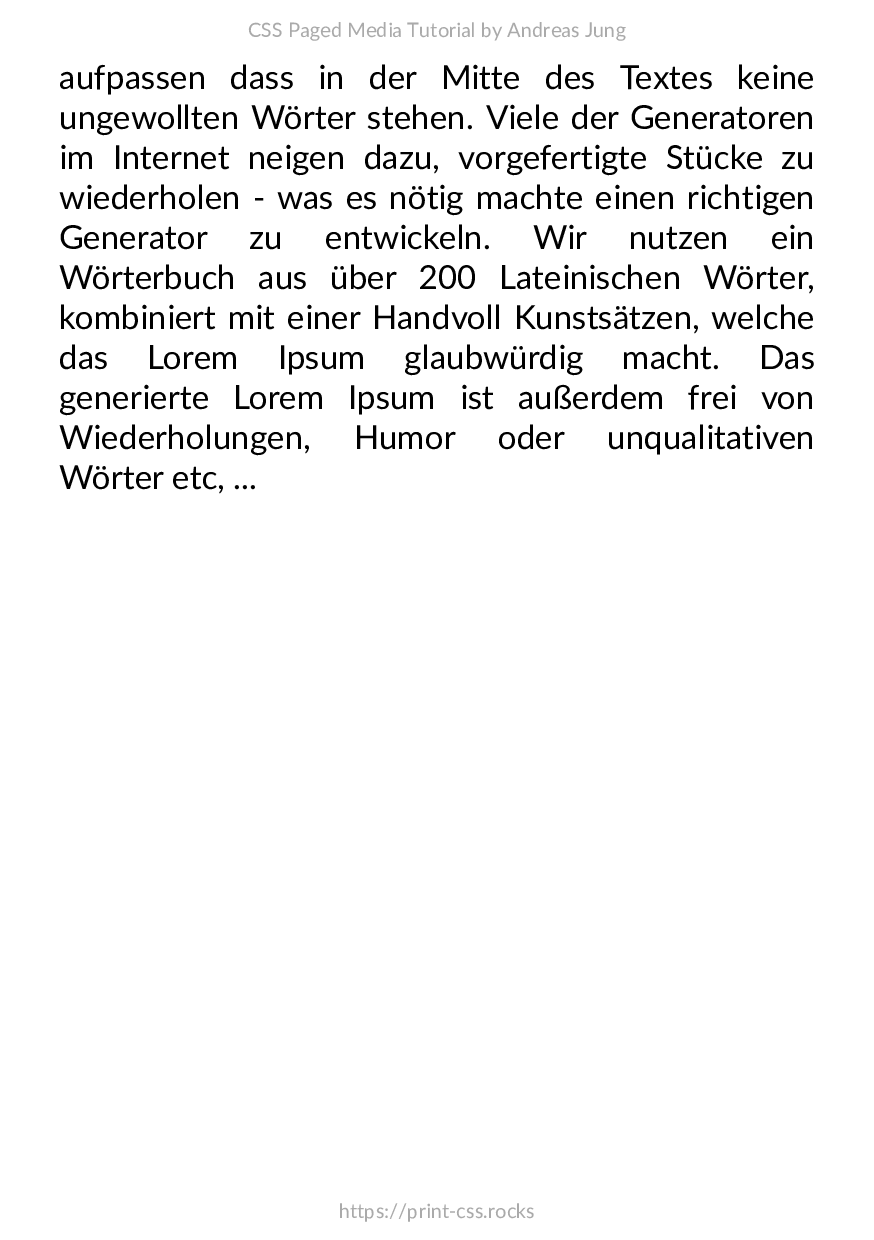 CSS Paged Media Tutorial by Andreas Jung
aufpassen dass in der Mitte des Textes keine
ungewollten Wörter stehen. Viele der Generatoren
im Internet neigen dazu, vorgefertigte Stücke zu
wiederholen - was es nötig machte einen richtigen
Generator zu entwickeln. Wir nutzen ein
Wörterbuch aus über 200 Lateinischen Wörter,
kombiniert mit einer Handvoll Kunstsätzen, welche
das Lorem Ipsum glaubwürdig macht. Das
generierte Lorem Ipsum ist außerdem frei von
Wiederholungen, Humor oder unqualitativen
Wörter etc, ...
https://print-css.rocks